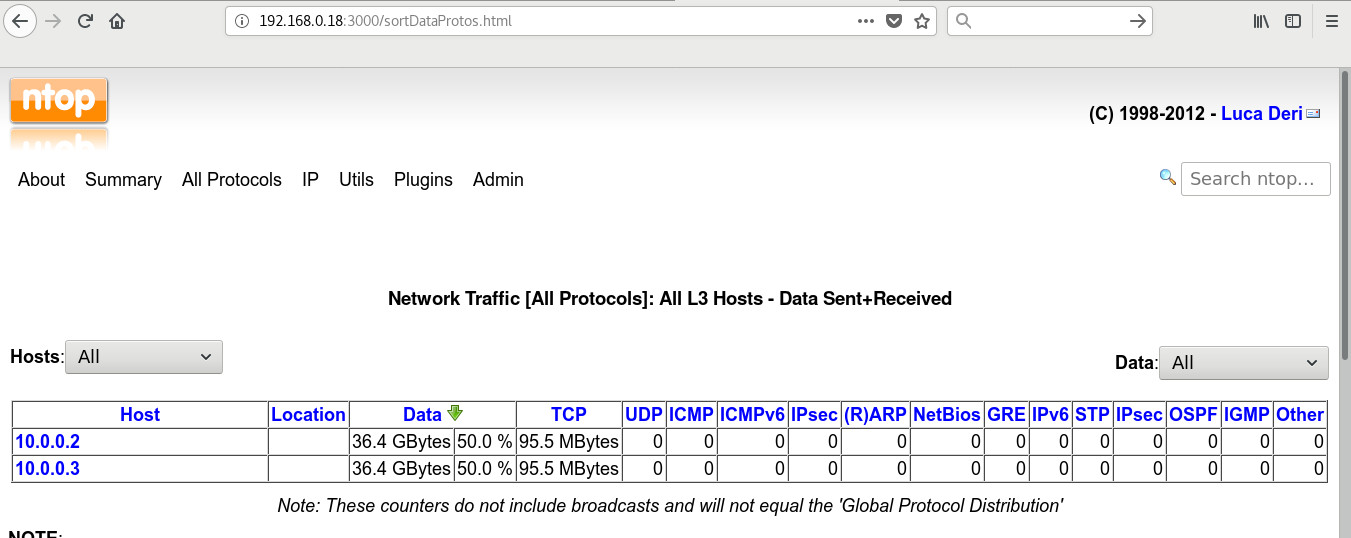 192.168.0.18:3000/sortDataProtos.html
ntop
(C) 1998-2012 - Luca Deri
About Summary All Protocols IP Utils Plugins Admin
Search ntop...
Network Traffic [All Protocols]: All L3 Hosts - Data Sent+Received
Hosts: All
Data: All
Host Location Data TCP UDP ICMP ICMPv6 IPsec (R)ARP NetBios GRE IPv6 STP IPsec OSPF IGMP Other
10.0.0.2 36.4 GBytes 50.0 % 95.5 MBytes 0 0 0 0 0 0 0 0 0 0 0 0 0
10.0.0.3 36.4 GBytes 50.0 % 95.5 MBytes 0 0 0 0 0 0 0 0 0 0 0 0 0
Note: These counters do not include broadcasts and will not equal the 'Global Protocol Distribution'
NOTE: